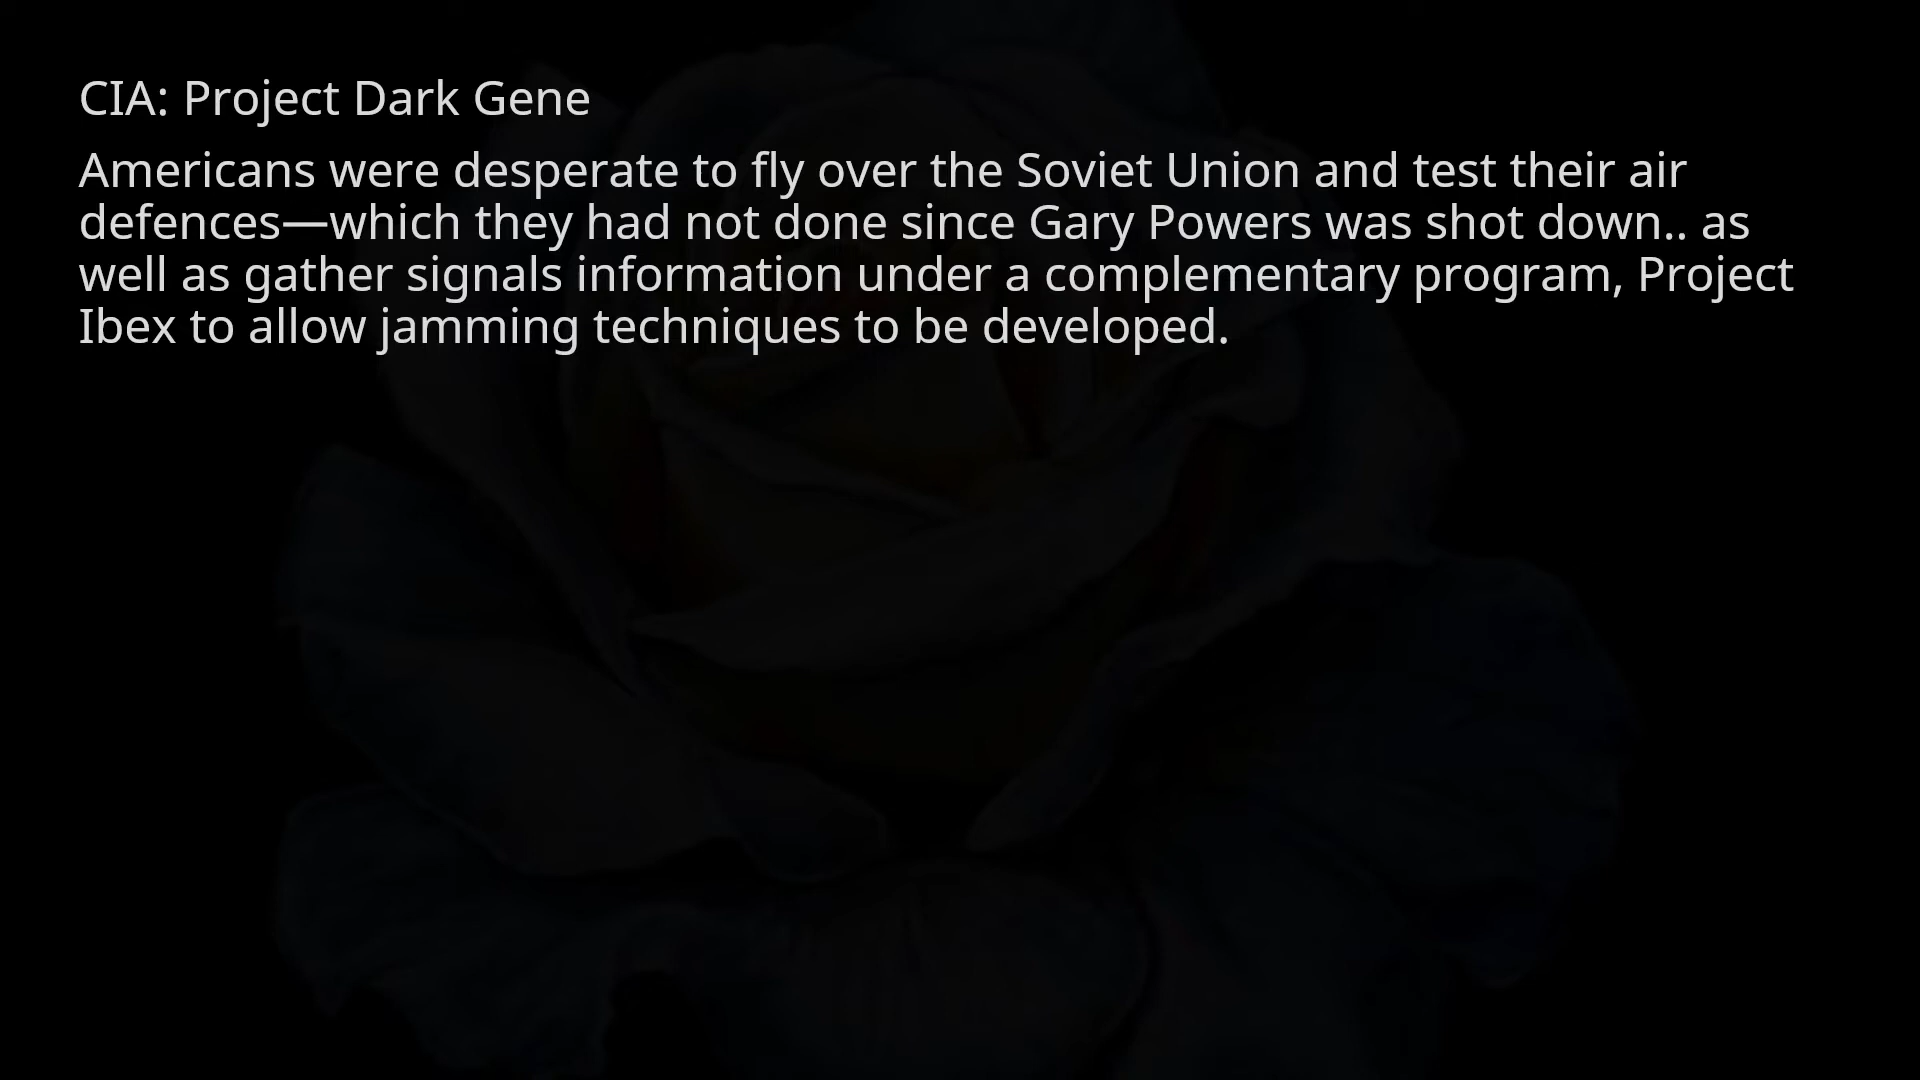 CIA: Project Dark Gene
Americans were desperate to fly over the Soviet Union and test their air
defences—which they had not done since Gary Powers was shot down.. as
well as gather signals information under a complementary program, Project
Ibex to allow jamming techniques to be developed.